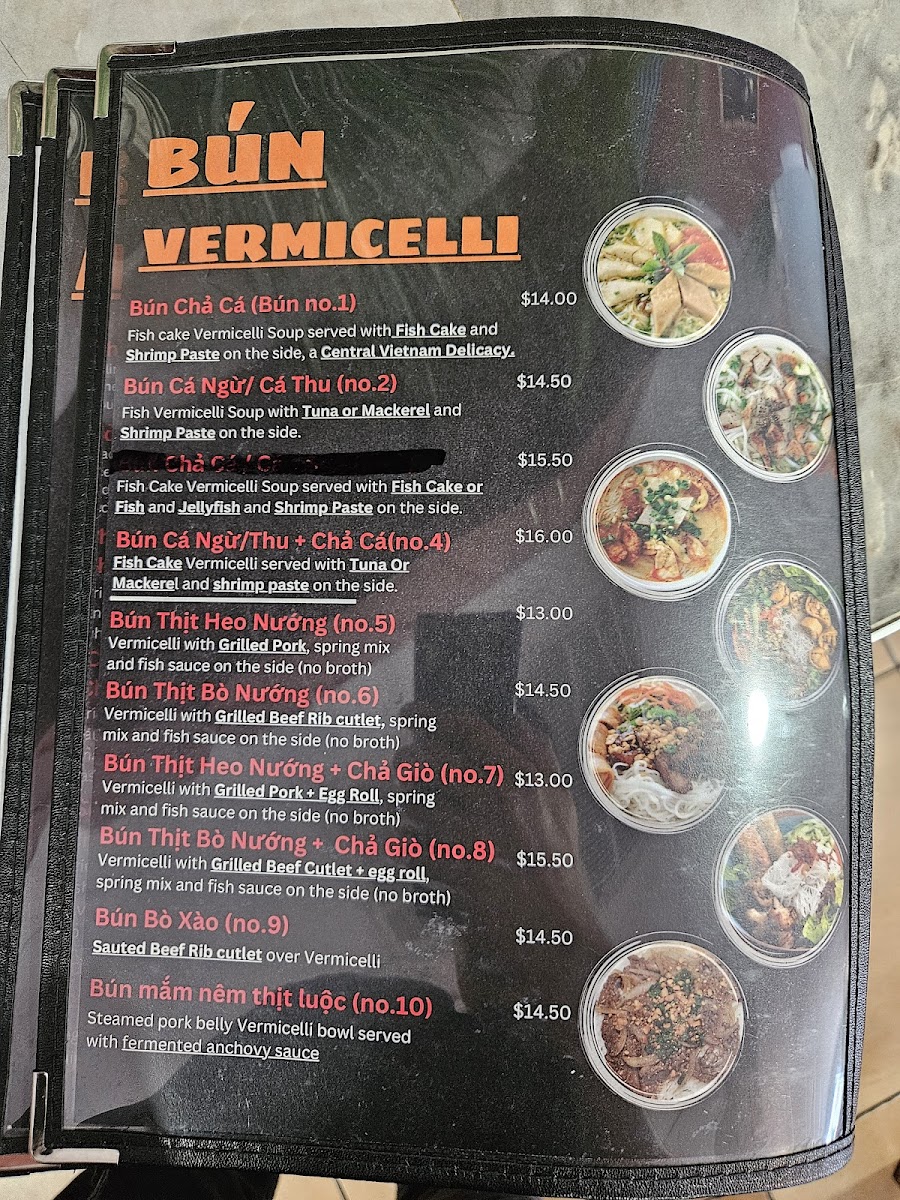 BÚN
VERMICELLI
Bún Chả Cá (Bún no.1) $14.00
Fish cake Vermicelli Soup served with Fish Cake and
Shrimp Paste on the side, a Central Vietnam Delicacy.
Bún Cá Ngừ/ Cá Thu (no.2) $14.50
Fish Vermicelli Soup with Tuna or Mackerel and
Shrimp Paste on the side.
Chả Cá / $15.50
Fish Cake Vermicelli Soup served with Fish Cake or
Fish and Jellyfish and Shrimp Paste on the side.
Bún Cá Ngừ/Thu + Chả Cá(no.4) $16.00
Fish Cake Vermicelli served with Tuna Or
Mackerel and shrimp paste on the side.
Bún Thịt Heo Nướng (no.5) $13.00
Vermicelli with Grilled Pork, spring mix
and fish sauce on the side (no broth)
Bún Thịt Bò Nướng (no.6) $14.50
Vermicelli with Grilled Beef Rib cutlet, spring
mix and fish sauce on the side (no broth)
Bún Thịt Heo Nướng + Chả Giò (no.7) $13.00
Vermicelli with Grilled Pork + Egg Roll, spring
mix and fish sauce on the side (no broth)
Bún Thịt Bò Nướng + Chả Giò (no.8) $15.50
Vermicelli with Grilled Beef Cutlet + egg roll,
spring mix and fish sauce on the side (no broth)
Bún Bò Xào (no.9) $14.50
Sauted Beef Rib cutlet over Vermicelli
Bún mắm nêm thịt luộc (no.10) $14.50
Steamed pork belly Vermicelli bowl served
with fermented anchovy sauce